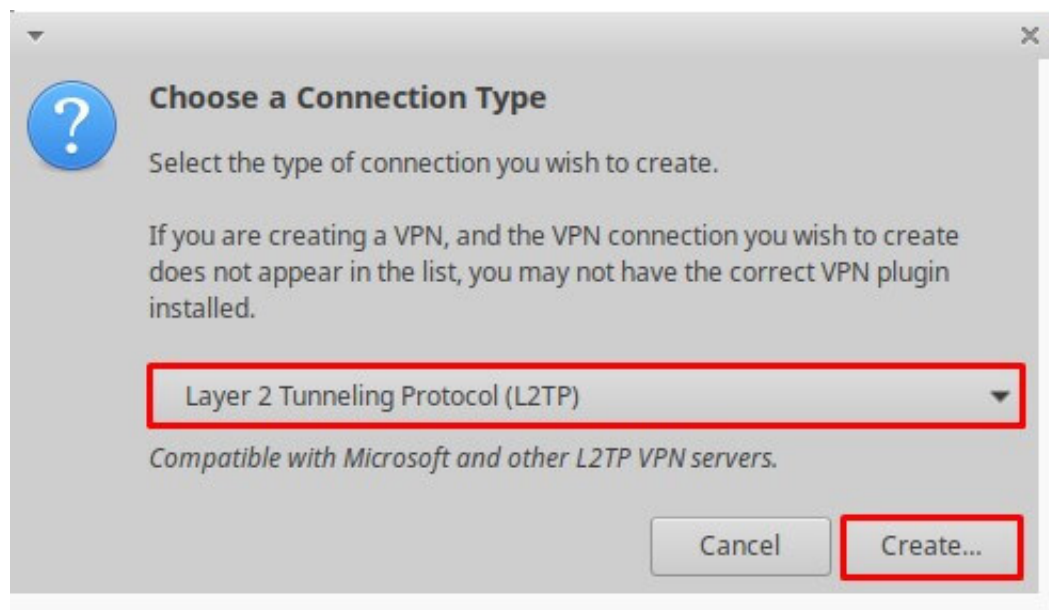 Choose a Connection Type
Select the type of connection you wish to create.
If you are creating a VPN, and the VPN connection you wish to create
does not appear in the list, you may not have the correct VPN plugin
installed.
Layer 2 Tunneling Protocol (L2TP)
Compatible with Microsoft and other L2TP VPN servers.
Cancel
Create...